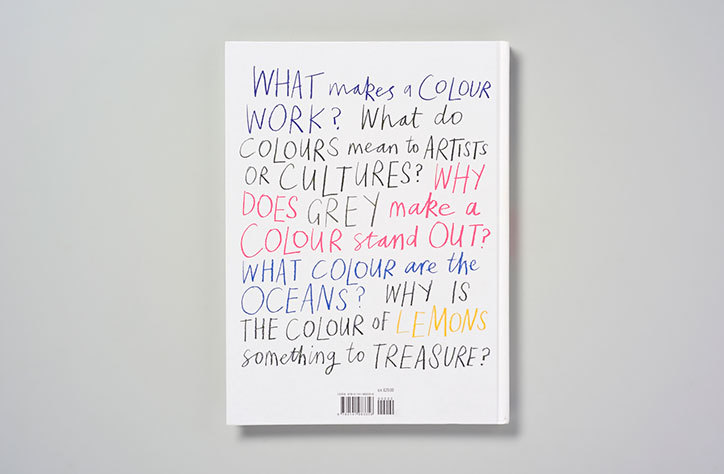 WHAT makes a COLOUR
WORK? What do
COLOURS mean to ARTISTS
OR CULTURES? WHY
DOES GREY make a
COLOUR stand OUT?
WHAT COLOUR are the
OCEANS? WHY IS
THE COLOUR OF LEMONS
something to TREASURE?